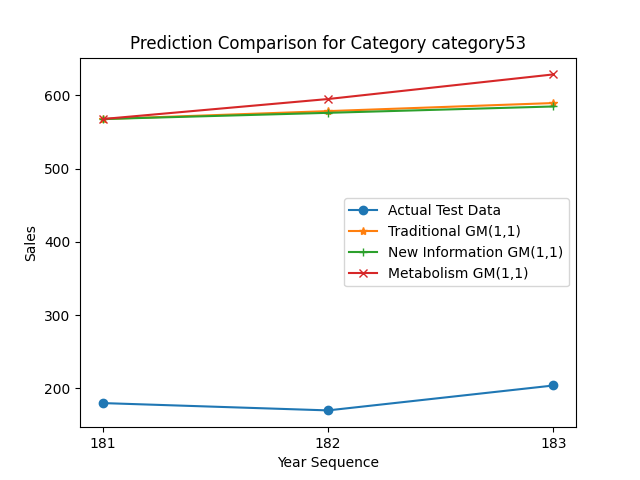 Prediction Comparison for Category category53
600
500
400
300
200
Sales
Actual Test Data
Traditional GM(1,1)
New Information GM(1,1)
Metabolism GM(1,1)
181
182
183
Year Sequence